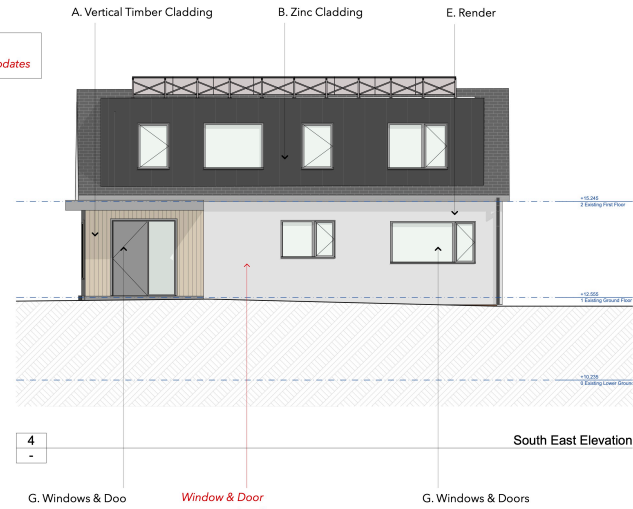 A. Vertical Timber Cladding
B. Zinc Cladding
E. Render
+15.245
2 Existing First Floor
+12.555
1 Existing Ground Floor
+10.235
0 Existing Lower Ground
4
-
South East Elevation
G. Windows & Doo
Window & Door
G. Windows & Doors